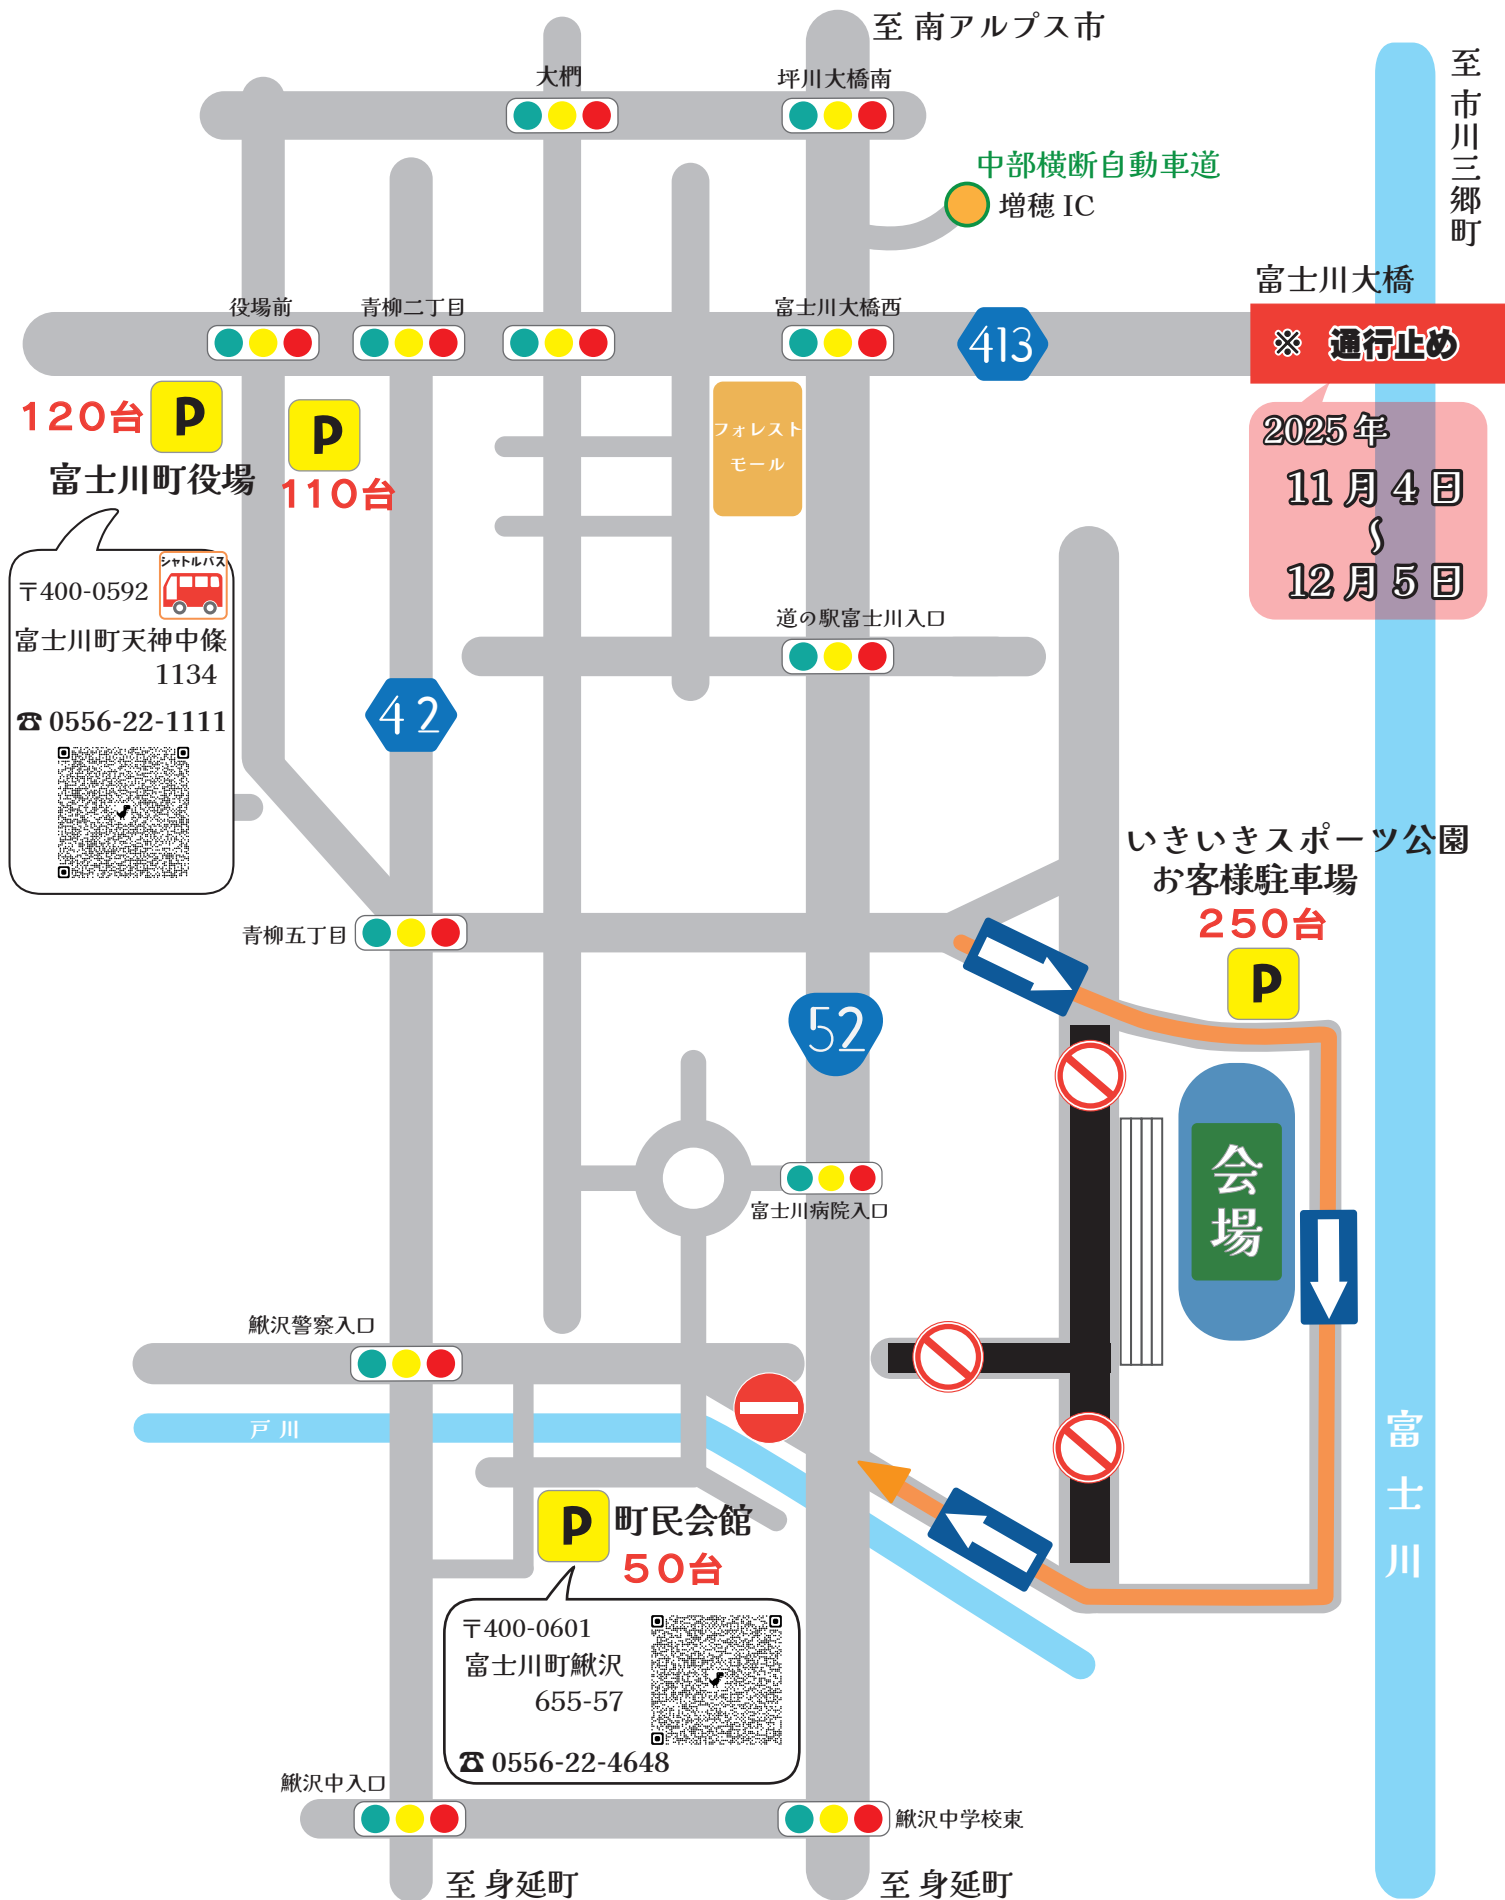 至 南アルプス市
大椚
坪川大橋南
至 市川三郷町
中部横断自動車道
増穂 IC
富士川大橋
役場前
青柳二丁目
富士川大橋西
413
※ 通行止め
2025 年
11 月 4 日
〜
12 月 5 日
120台
P
富士川町役場
P
110台
フォレスト
モール
シャトルバス
〒400-0592
富士川町天神中條
1134
☎ 0556-22-1111
道の駅富士川入口
42
いきいきスポーツ公園
お客様駐車場
250台
P
青柳五丁目
52
会場
富士川病院入口
鰍沢警察入口
戸川
富士川
P
町民会館
50台
〒400-0601
富士川町鰍沢
655-57
☎ 0556-22-4648
鰍沢中入口
鰍沢中学校東
至 身延町
至 身延町